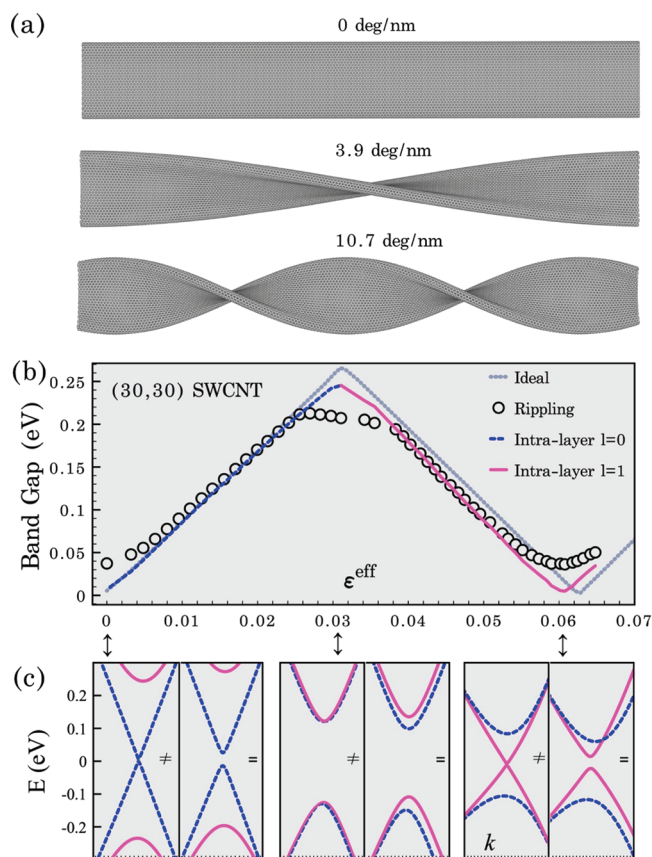 (a)
0 deg/nm
3.9 deg/nm
10.7 deg/nm
(b)
(30,30) SWCNT
Ideal
Rippling
Intra-layer l=0
Intra-layer l=1
Band Gap (eV)
0.25
0.2
0.15
0.1
0.05
0
ε^eff
0 0.01 0.02 0.03 0.04 0.05 0.06 0.07
(c)
E (eV)
0.2
0.1
0
-0.1
-0.2
≠ = ≠ = ≠ =
k